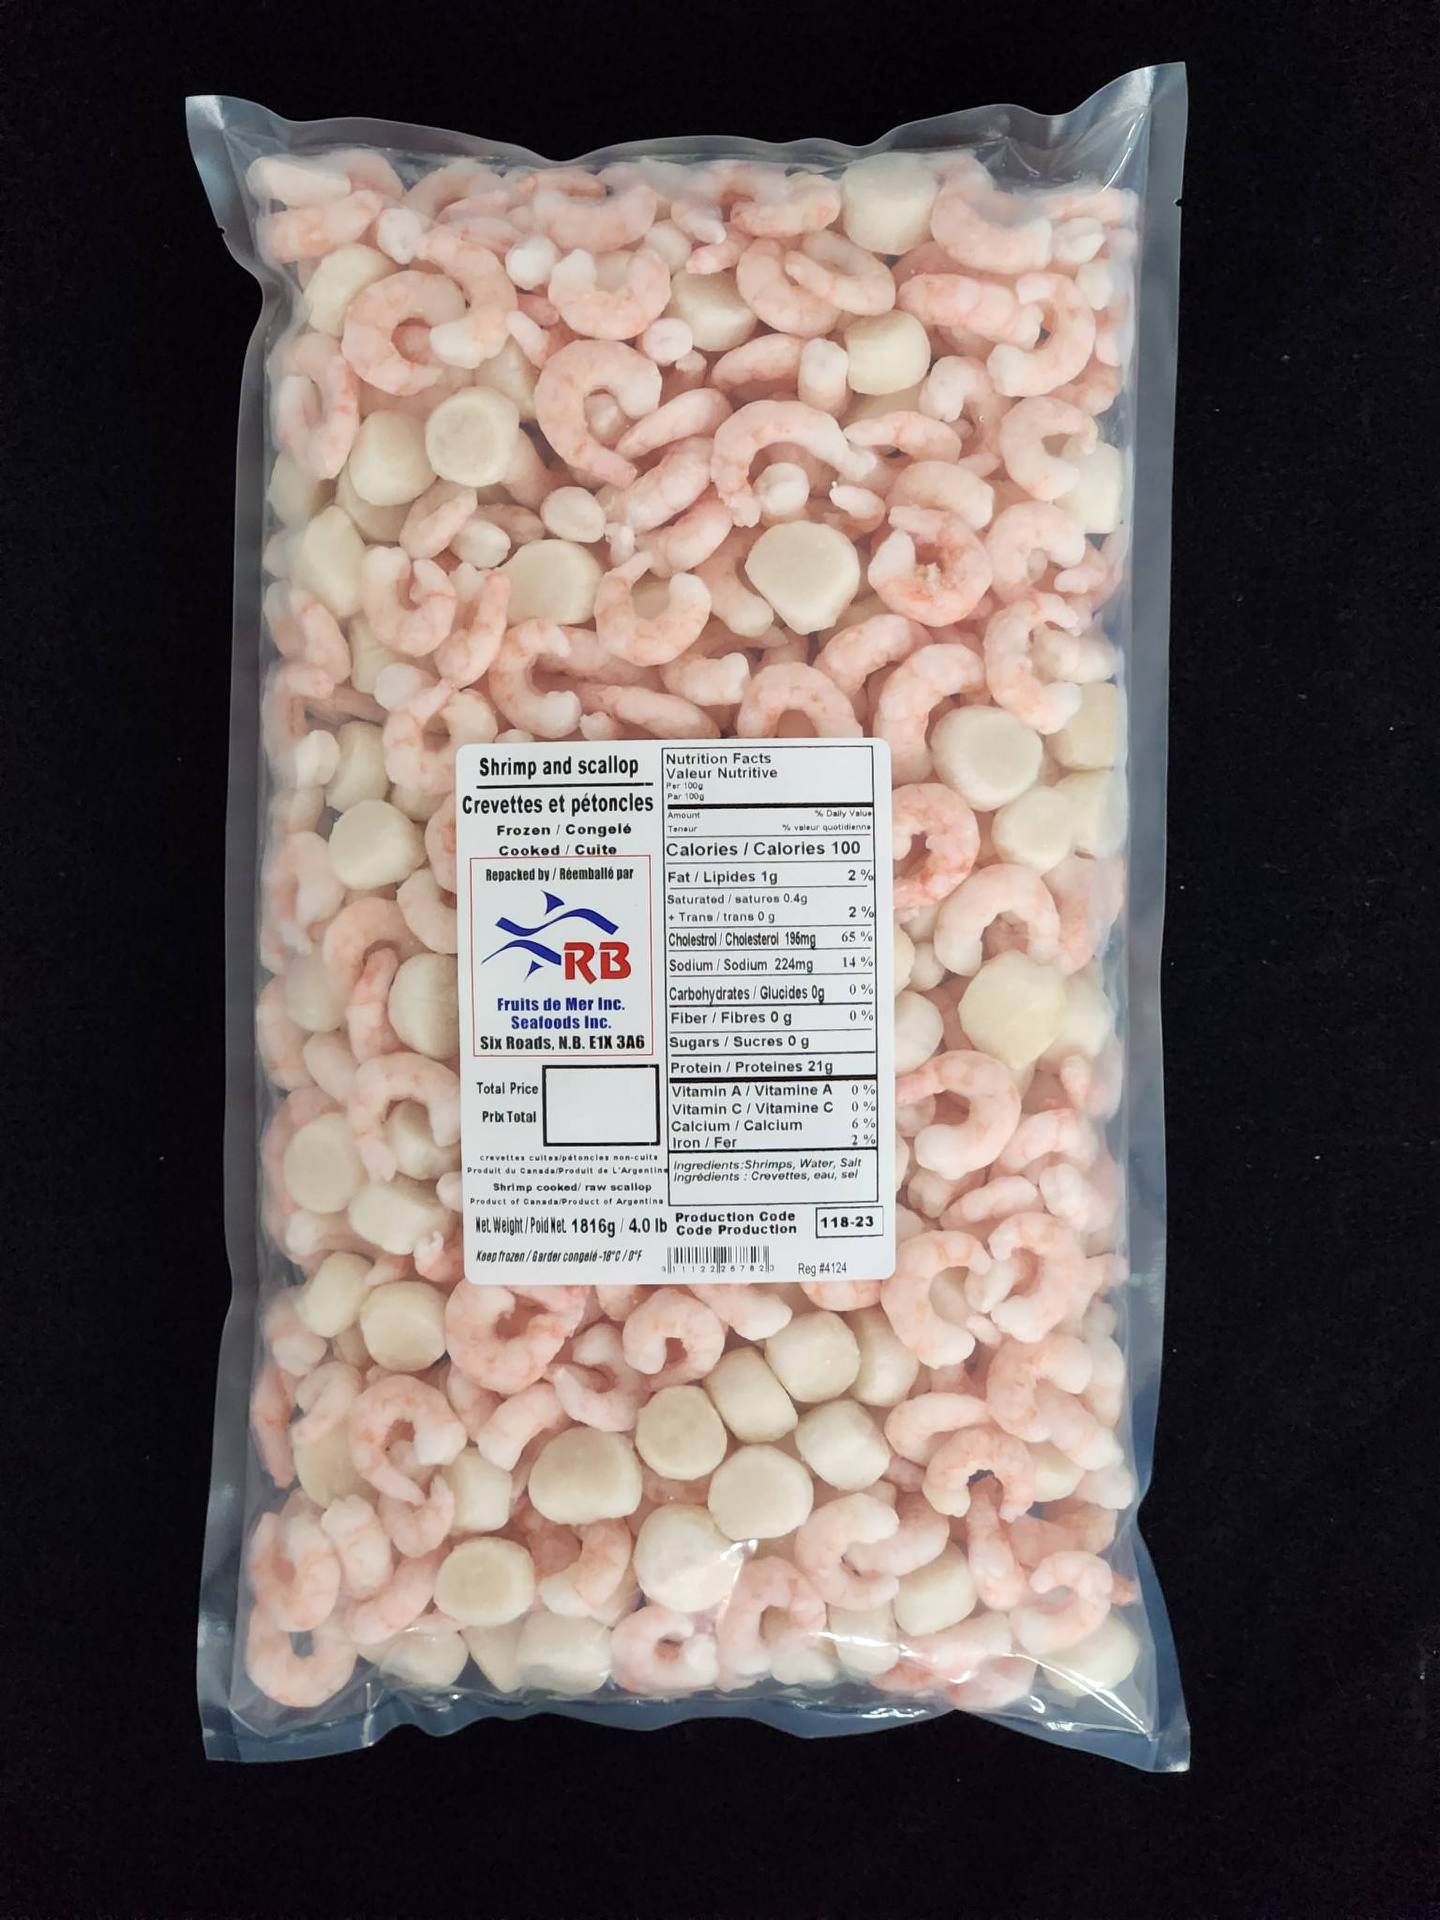 Shrimp and scallop
Crevettes et pétoncles
Frozen / Congelé
Cooked / Cuite
Repacked by / Réemballé par
RB
Fruits de Mer Inc.
Seafoods Inc.
Six Roads, N.B. E1X 3A6
Total Price
Prix Total
crevettes cuites/pétoncles non-cuite
Produit du Canada/Produit de L'Argentine
Shrimp cooked/ raw scallop
Product of Canada/Product of Argentina
Net. Weight / Poid Net. 1816g / 4.0 lb
Keep frozen / Garder congelé -18°C / 0°F
Nutrition Facts
Valeur Nutritive
Per 100g
Par 100g
Amount % Daily Value
Teneur % valeur quotidienne
Calories / Calories 100
Fat / Lipides 1g 2 %
Saturated / saturos 0.4g
+ Trans / trans 0 g 2 %
Cholestrol / Cholesterol 196mg 65 %
Sodium / Sodium 224mg 14 %
Carbohydrates / Glucides 0g 0 %
Fiber / Fibres 0 g 0 %
Sugars / Sucres 0 g
Protein / Proteines 21g
Vitamin A / Vitamine A 0 %
Vitamin C / Vitamine C 0 %
Calcium / Calcium 6 %
Iron / Fer 2 %
Ingredients:Shrimps, Water, Salt
Ingrédients : Crevettes, eau, sel
Production Code
Code Production
118-23
Reg #4124